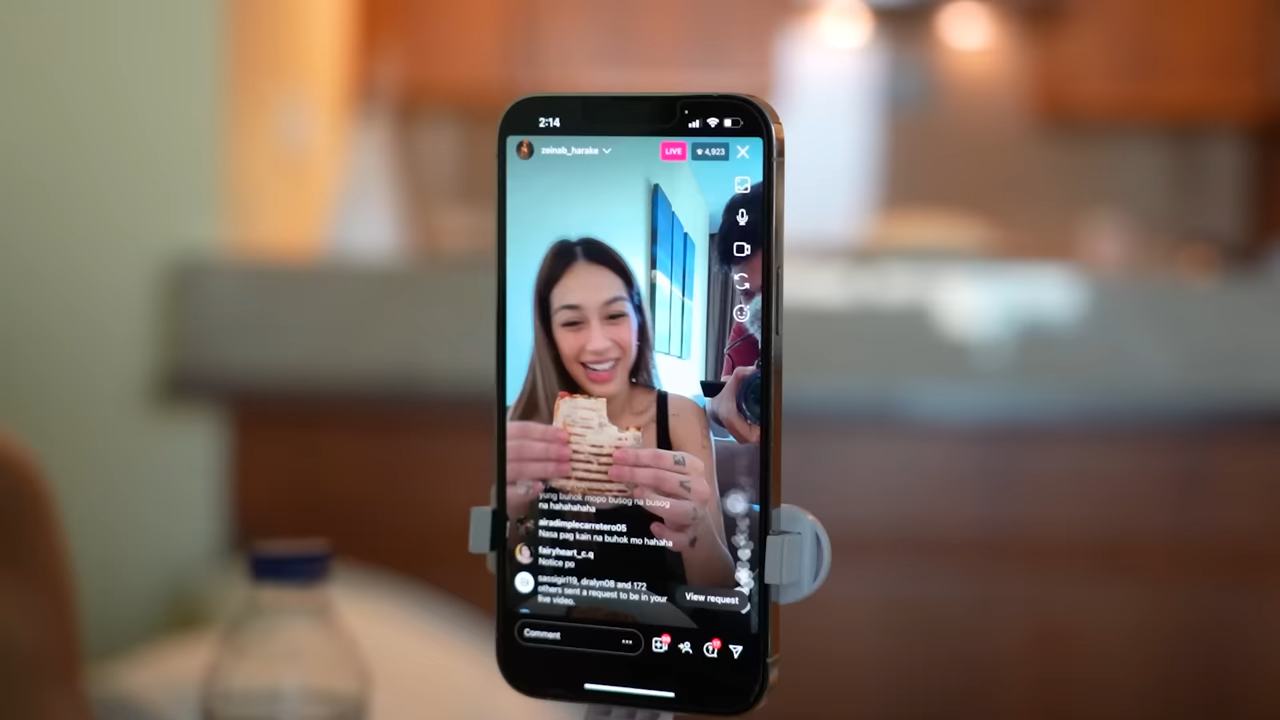 2:14
zeinab_harake
LIVE
4,923
yung buhok mopo busog na busog
na hahahahaha
airadimplecarretero05
Nasa pag kain na buhok mo hahaha
fairyheart_c.q
Notice po
sassigirl19, dralyn08 and 172
others sent a request to be in your
live video.
View request
Comment